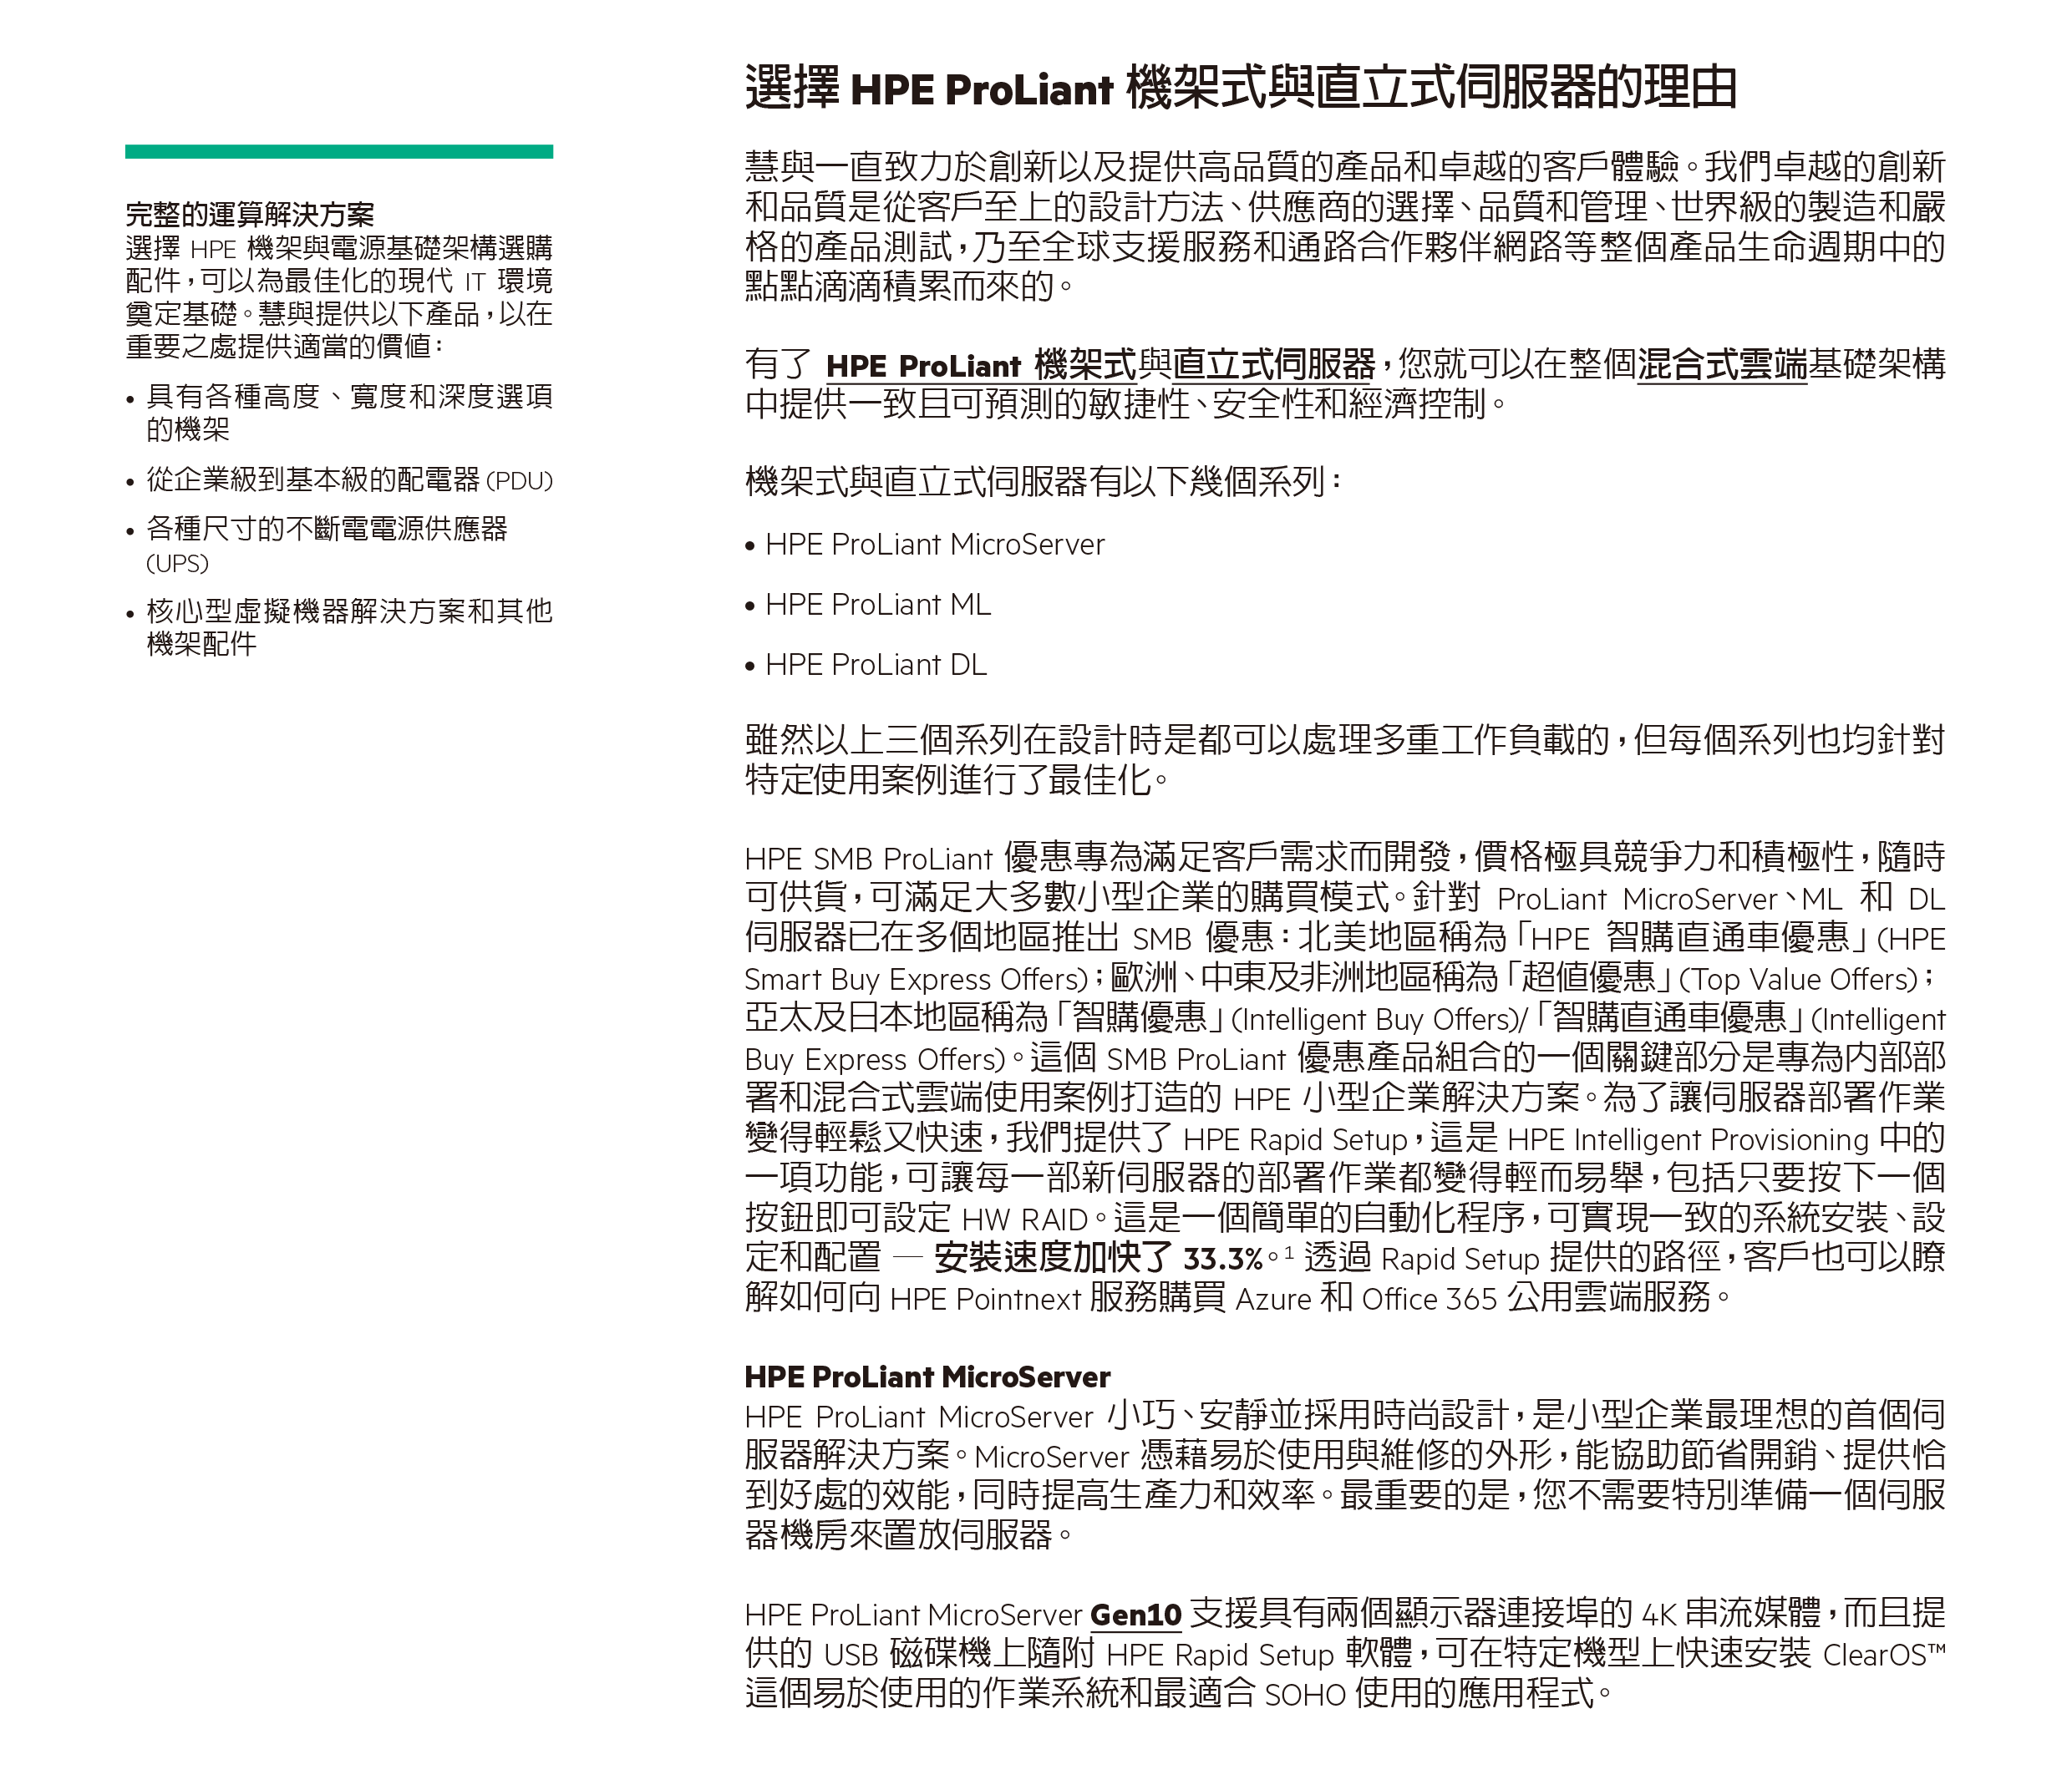 完整的運算解決方案
選擇 HPE 機架與電源基礎架構選購
配件，可以為最佳化的現代 IT 環境
奠定基礎。慧與提供以下產品，以在
重要之處提供適當的價值：
• 具有各種高度、寬度和深度選項
的機架
• 從企業級到基本級的配電器 (PDU)
• 各種尺寸的不斷電電源供應器
(UPS)
• 核心型虛擬機器解決方案和其他
機架配件
選擇 HPE ProLiant 機架式與直立式伺服器的理由
慧與一直致力於創新以及提供高品質的產品和卓越的客戶體驗。我們卓越的創新
和品質是從客戶至上的設計方法、供應商的選擇、品質和管理、世界級的製造和嚴
格的產品測試，乃至全球支援服務和通路合作夥伴網路等整個產品生命週期中的
點點滴滴積累而來的。
有了 HPE ProLiant 機架式與直立式伺服器，您就可以在整個混合式雲端基礎架構
中提供一致且可預測的敏捷性、安全性和經濟控制。
機架式與直立式伺服器有以下幾個系列：
• HPE ProLiant MicroServer
• HPE ProLiant ML
• HPE ProLiant DL
雖然以上三個系列在設計時是都可以處理多重工作負載的，但每個系列也均針對
特定使用案例進行了最佳化。
HPE SMB ProLiant 優惠專為滿足客戶需求而開發，價格極具競爭力和積極性，隨時
可供貨，可滿足大多數小型企業的購買模式。針對 ProLiant MicroServer、ML 和 DL
伺服器已在多個地區推出 SMB 優惠：北美地區稱為「HPE 智購直通車優惠」(HPE
Smart Buy Express Offers)；歐洲、中東及非洲地區稱為「超值優惠」(Top Value Offers)；
亞太及日本地區稱為「智購優惠」(Intelligent Buy Offers)/「智購直通車優惠」(Intelligent
Buy Express Offers)。這個 SMB ProLiant 優惠產品組合的一個關鍵部分是專為內部部
署和混合式雲端使用案例打造的 HPE 小型企業解決方案。為了讓伺服器部署作業
變得輕鬆又快速，我們提供了 HPE Rapid Setup，這是 HPE Intelligent Provisioning 中的
一項功能，可讓每一部新伺服器的部署作業都變得輕而易舉，包括只要按下一個
按鈕即可設定 HW RAID。這是一個簡單的自動化程序，可實現一致的系統安裝、設
定和配置 — 安裝速度加快了 33.3%。¹ 透過 Rapid Setup 提供的路徑，客戶也可以瞭
解如何向 HPE Pointnext 服務購買 Azure 和 Office 365 公用雲端服務。
HPE ProLiant MicroServer
HPE ProLiant MicroServer 小巧、安靜並採用時尚設計，是小型企業最理想的首個伺
服器解決方案。MicroServer 憑藉易於使用與維修的外形，能協助節省開銷、提供恰
到好處的效能，同時提高生產力和效率。最重要的是，您不需要特別準備一個伺服
器機房來置放伺服器。
HPE ProLiant MicroServer Gen10 支援具有兩個顯示器連接埠的 4K 串流媒體，而且提
供的 USB 磁碟機上隨附 HPE Rapid Setup 軟體，可在特定機型上快速安裝 ClearOS™
這個易於使用的作業系統和最適合 SOHO 使用的應用程式。